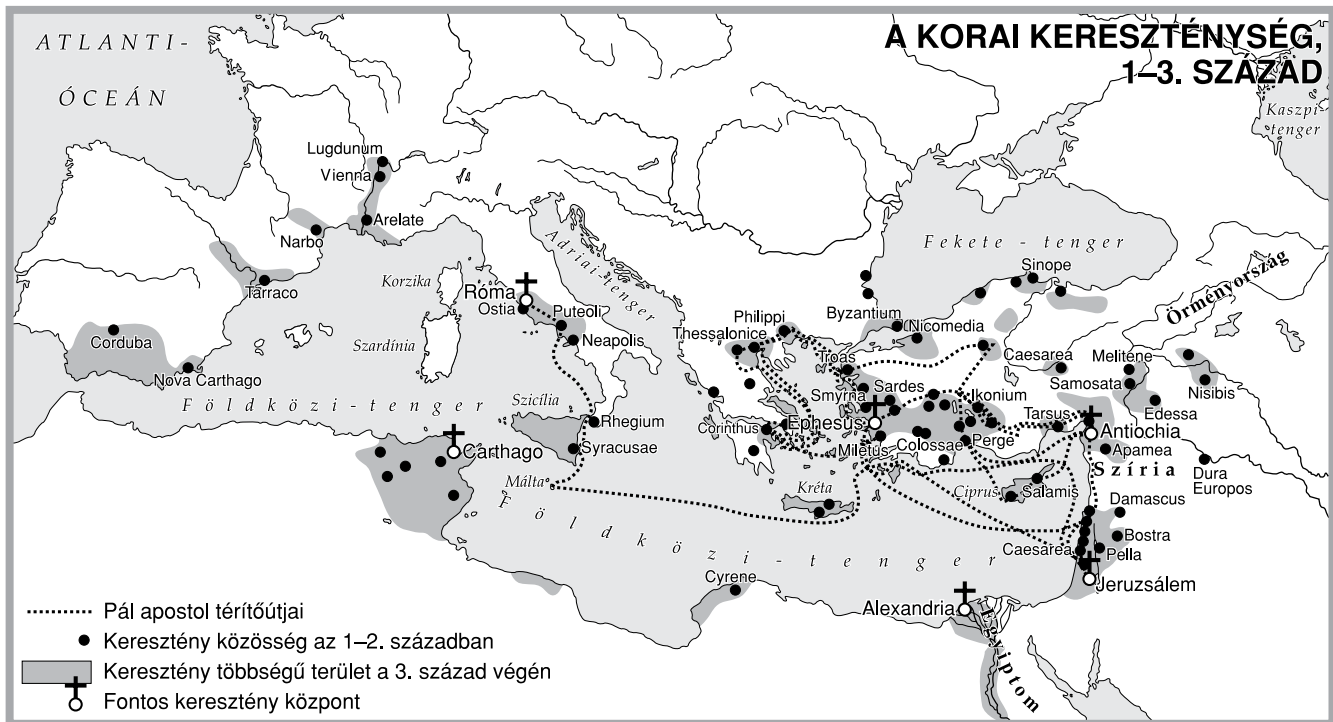 A KORAI KERESZTÉNYSÉG,
1–3. SZÁZAD
ATLANTI-
ÓCEÁN
Kaszpi-
tenger
Lugdunum
Vienna
Arelate
Narbo
Tarraco
Corduba
Nova Carthago
Korzika
Szardínia
Adriai-tenger
Fekete-tenger
Sinope
Örményország
Róma
Ostia
Puteoli
Neapolis
Philippi
Thessalonice
Byzantium
Nicomedia
Troas
Smyrna
Sardes
Ikonium
Caesarea
Melitene
Samosata
Nisibis
Edessa
Tarsus
Antiochia
Apamea
Szíria
Dura
Europos
Földközi-tenger
Szicília
Rhegium
Syracusae
Corinthus
Ephesus
Miletus
Colossae
Perge
Carthago
Málta
Kréta
Ciprus
Salamis
Damascus
Bostra
Caesarea
Pella
Jeruzsálem
Földközi-tenger
Cyrene
Alexandria
Egyiptom
Pál apostol térítőútjai
Keresztény közösség az 1–2. században
Keresztény többségű terület a 3. század végén
Fontos keresztény központ